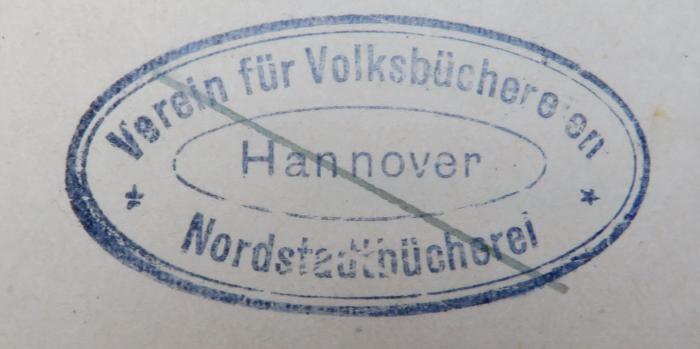 Verein für Volksbüchereien
Hannover
Nordstadtbücherei